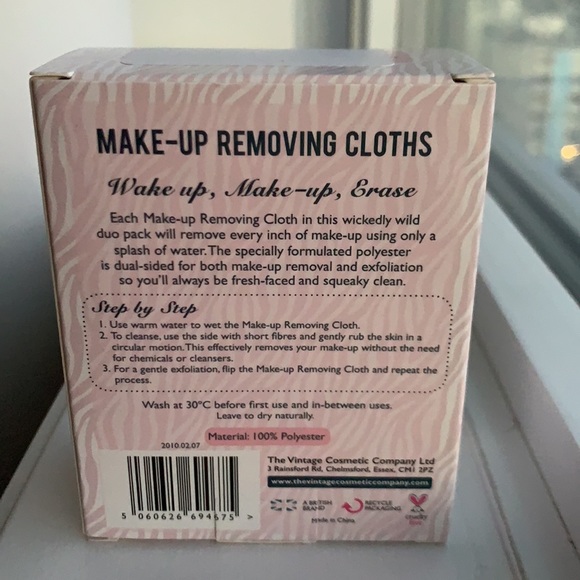 MAKE-UP REMOVING CLOTHS
Wake up, Make-up, Erase
Each Make-up Removing Cloth in this wickedly wild
duo pack will remove every inch of make-up using only a
splash of water. The specially formulated polyester
is dual-sided for both make-up removal and exfoliation
so you'll always be fresh-faced and squeaky clean.
Step by Step
1. Use warm water to wet the Make-up Removing Cloth.
2. To cleanse, use the side with short fibres and gently rub the skin in a
circular motion. This effectively removes your make-up without the need
for chemicals or cleansers.
3. For a gentle exfoliation, flip the Make-up Removing Cloth and repeat the
process.
Wash at 30°C before first use and in-between uses.
Leave to dry naturally.
Material: 100% Polyester
2010.02.07
5 060626 694675 >
The Vintage Cosmetic Company Ltd
3 Rainsford Rd, Chelmsford, Essex, CM1 2PZ
www.thevintagecosmeticcompany.com
A BRITISH
BRAND
RECYCLE
PACKAGING
Made in China